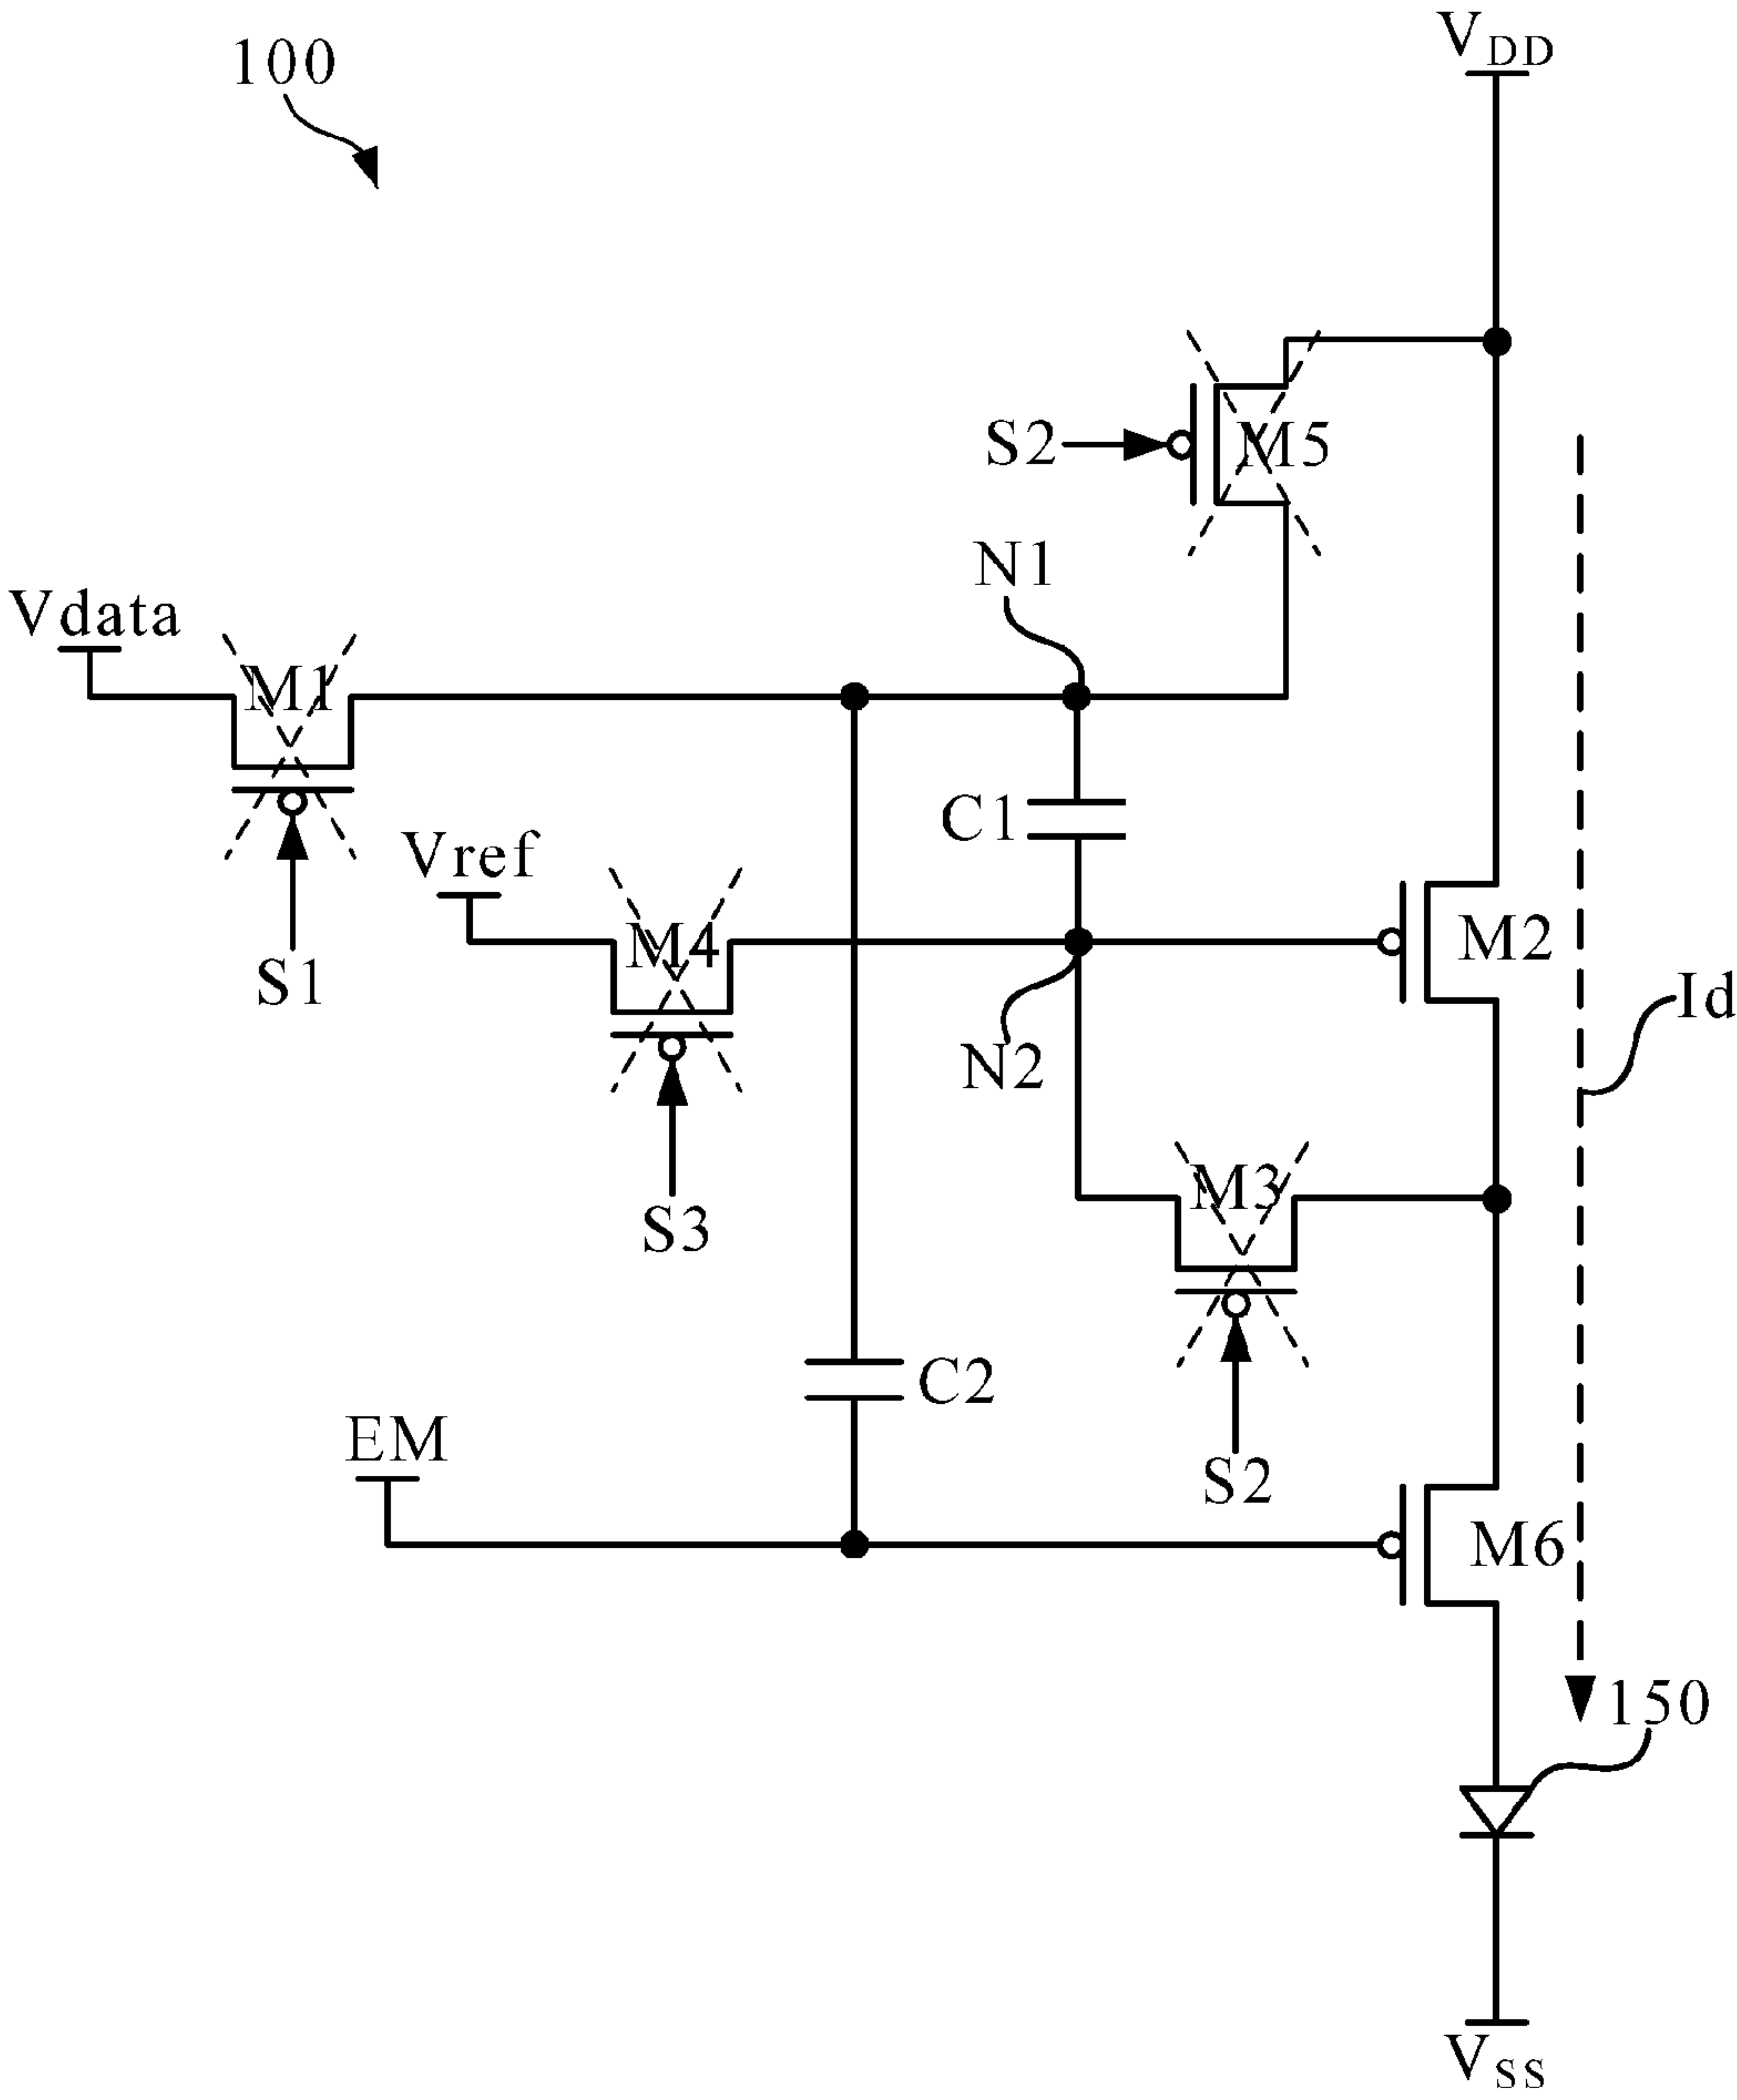 100
VDD
S2
M5
N1
Vdata
M1
C1
Vref
M4
M2
S1
Id
N2
M3
S3
C2
EM
S2
M6
150
VSS